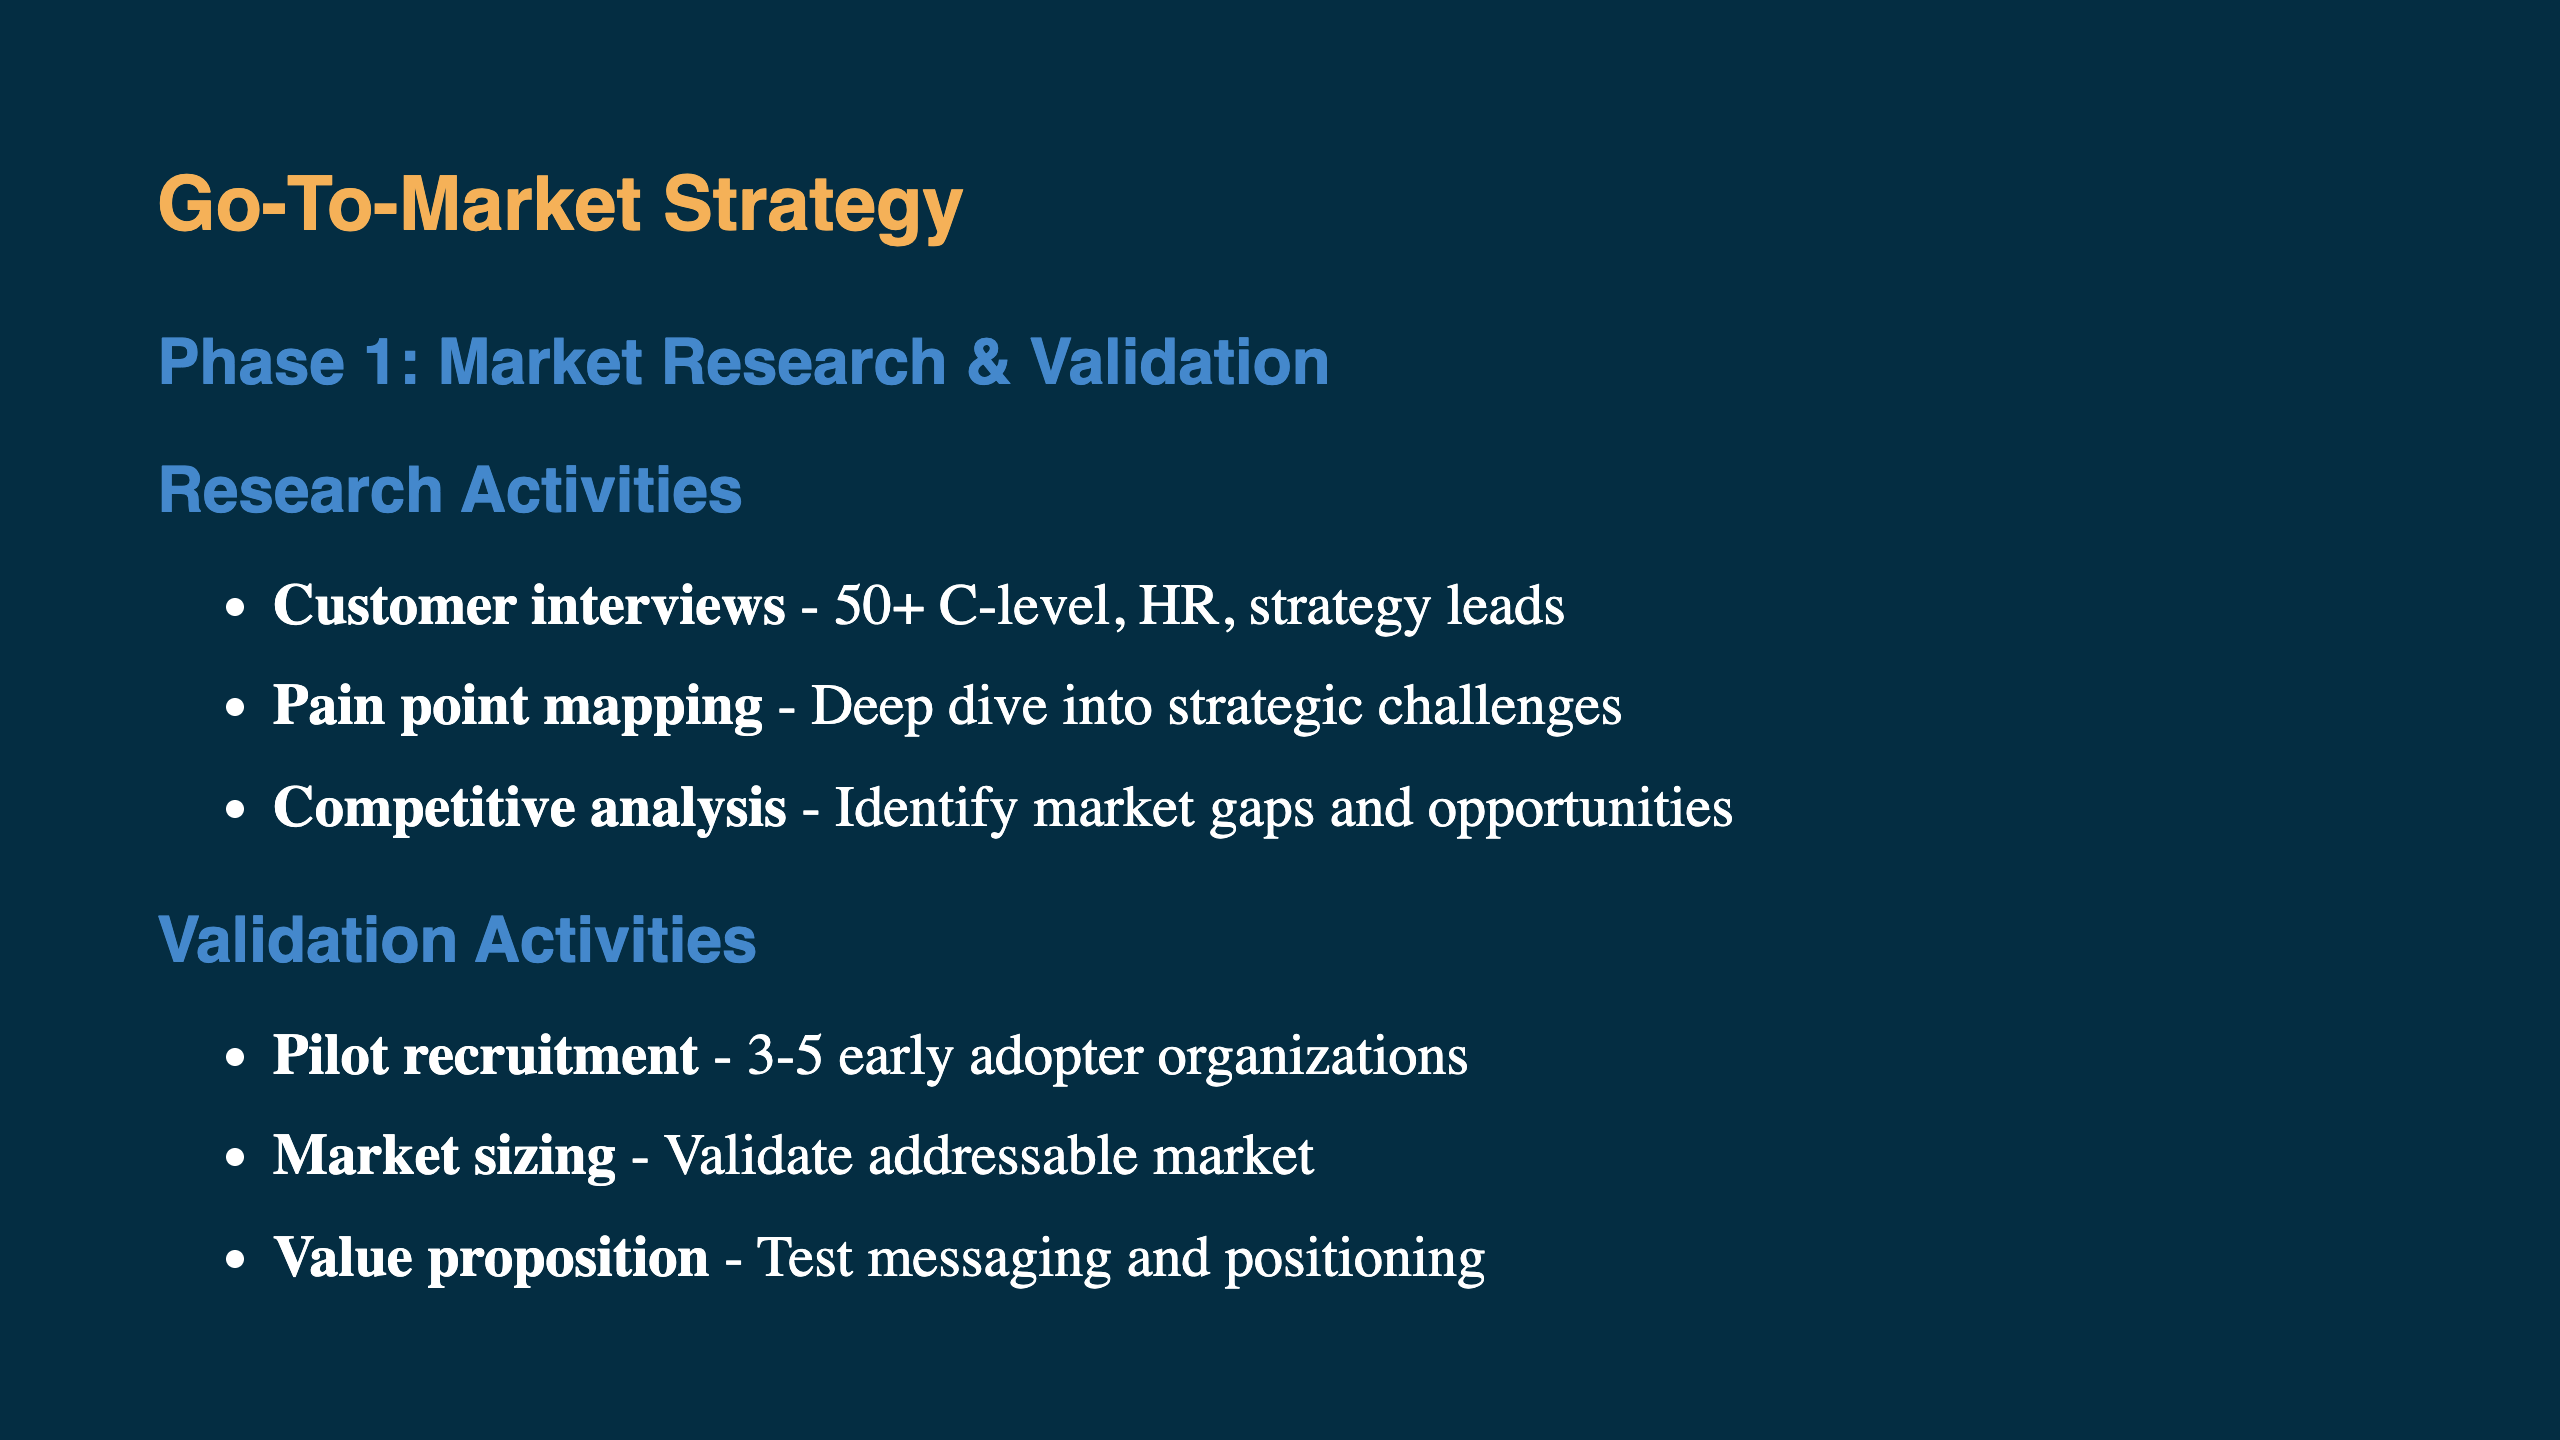 Go-To-Market Strategy
Phase 1: Market Research & Validation
Research Activities
• Customer interviews - 50+ C-level, HR, strategy leads
• Pain point mapping - Deep dive into strategic challenges
• Competitive analysis - Identify market gaps and opportunities
Validation Activities
• Pilot recruitment - 3-5 early adopter organizations
• Market sizing - Validate addressable market
• Value proposition - Test messaging and positioning